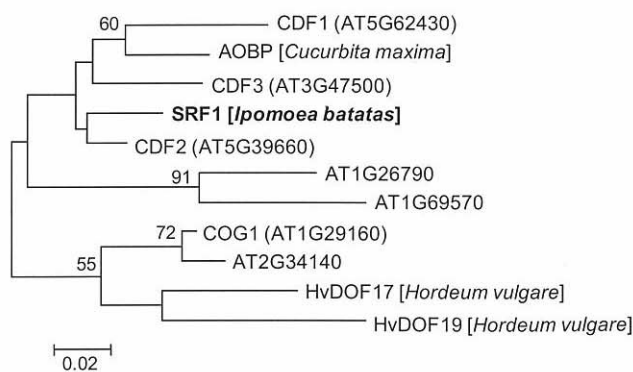 60
CDF1 (AT5G62430)
AOBP [Cucurbita maxima]
CDF3 (AT3G47500)
SRF1 [Ipomoea batatas]
CDF2 (AT5G39660)
91
AT1G26790
AT1G69570
72
COG1 (AT1G29160)
55
AT2G34140
HvDOF17 [Hordeum vulgare]
HvDOF19 [Hordeum vulgare]
0.02